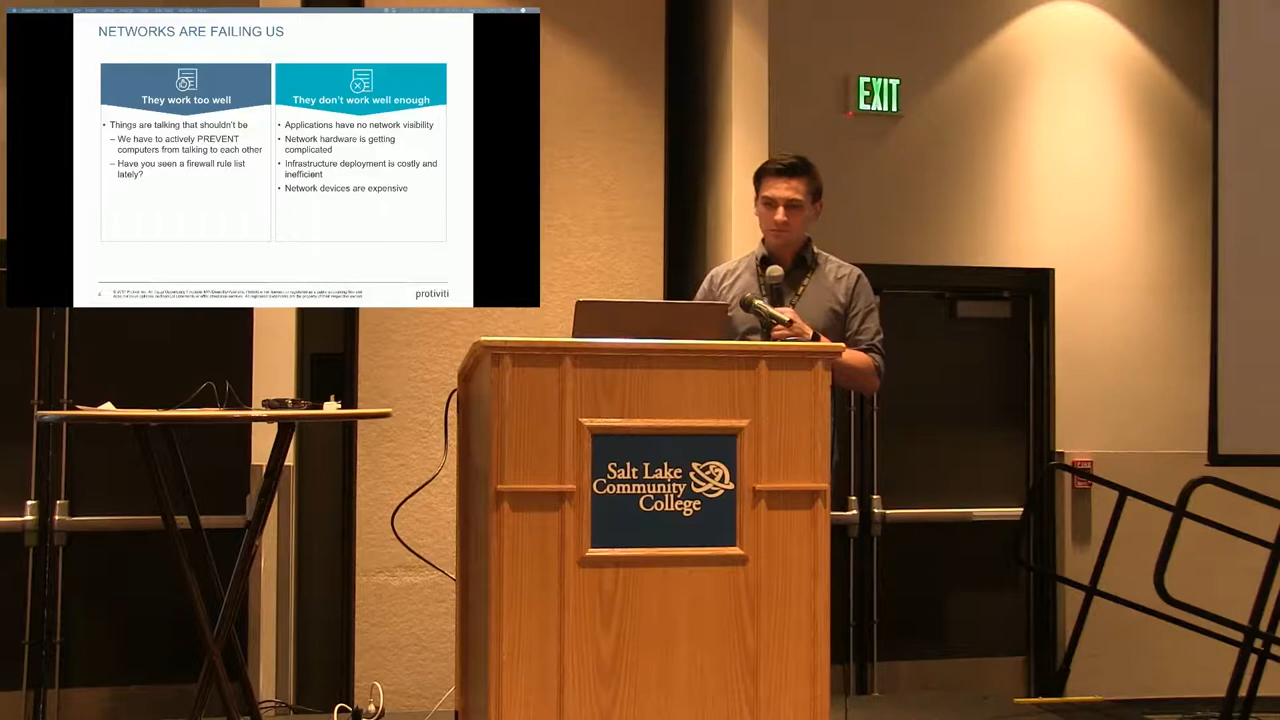 NETWORKS ARE FAILING US
They work too well
• Things are talking that shouldn't be
– We have to actively PREVENT
computers from talking to each other
– Have you seen a firewall rule list
lately?
They don't work well enough
• Applications have no network visibility
• Network hardware is getting
complicated
• Infrastructure deployment is costly and
inefficient
• Network devices are expensive
protiviti
EXIT
Salt Lake
Community
College